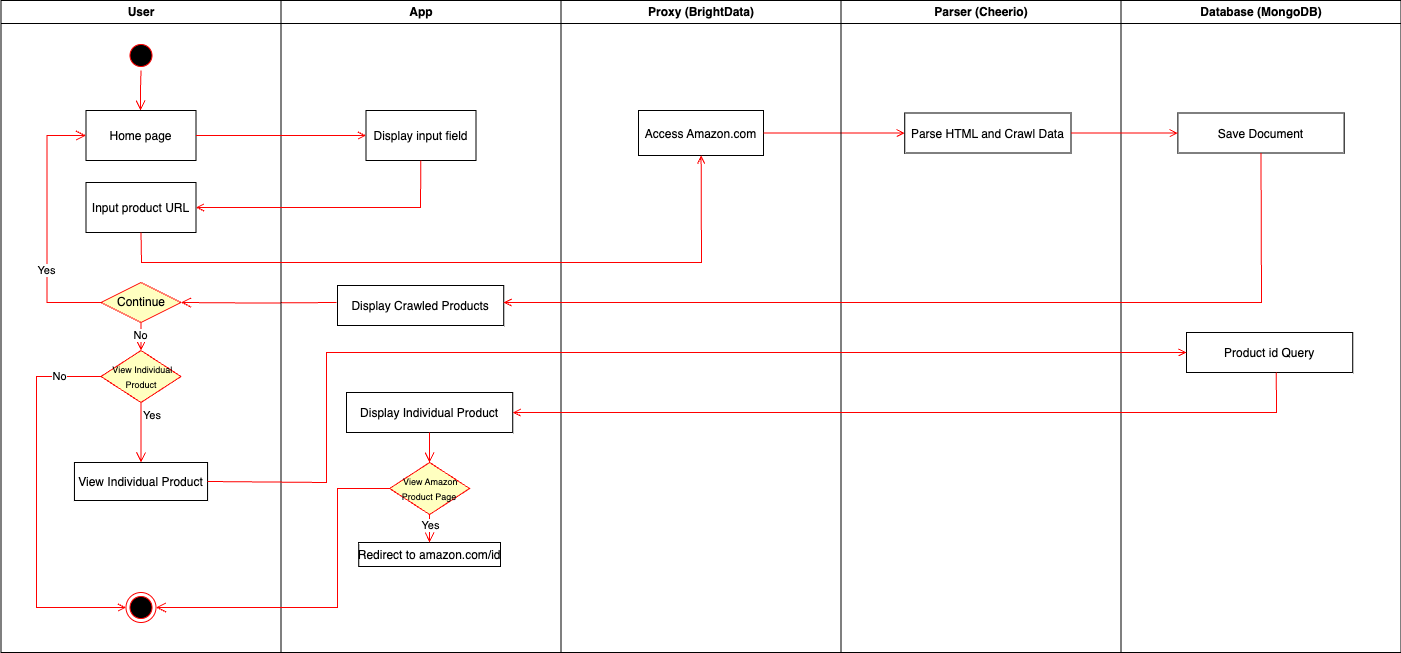 User
App
Proxy (BrightData)
Parser (Cheerio)
Database (MongoDB)
Home page
Display input field
Access Amazon.com
Parse HTML and Crawl Data
Save Document
Input product URL
Yes
Continue
Display Crawled Products
No
Product id Query
View Individual
Product
No
Yes
Display Individual Product
View Individual Product
View Amazon
Product Page
Yes
Redirect to amazon.com/id